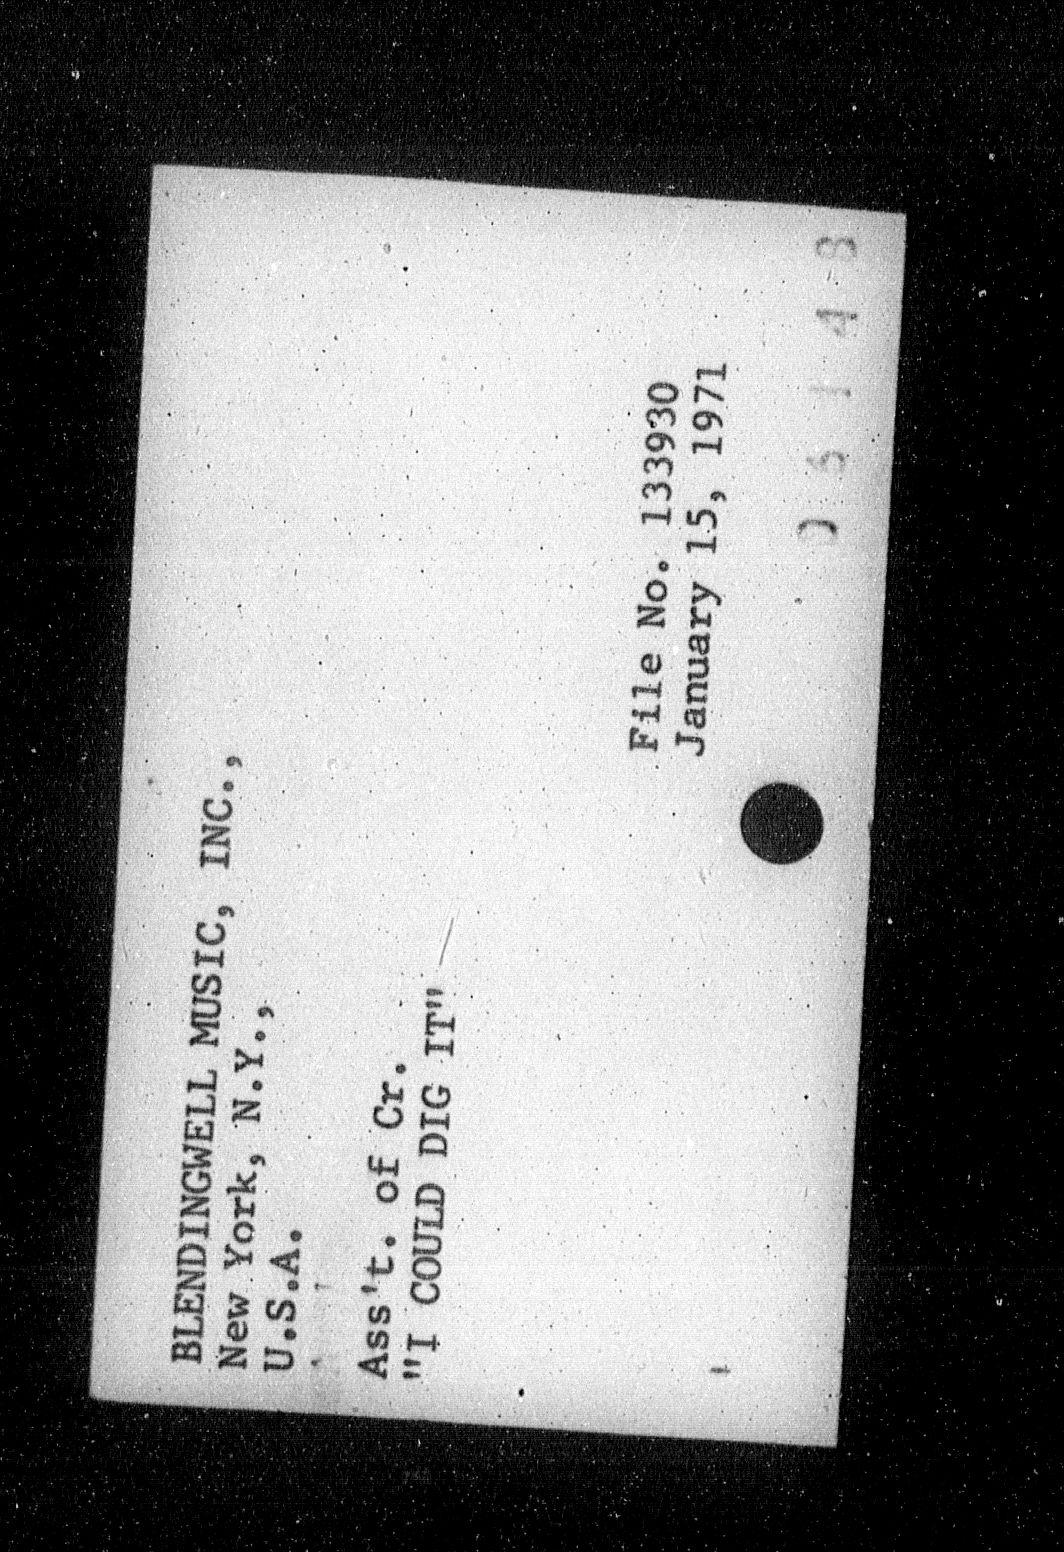 BLENDINGWELL MUSIC, INC.,
New York, N.Y.,
U.S.A.
Ass't. of Cr.
"I COULD DIG IT"
File No. 133930
January 15, 1971